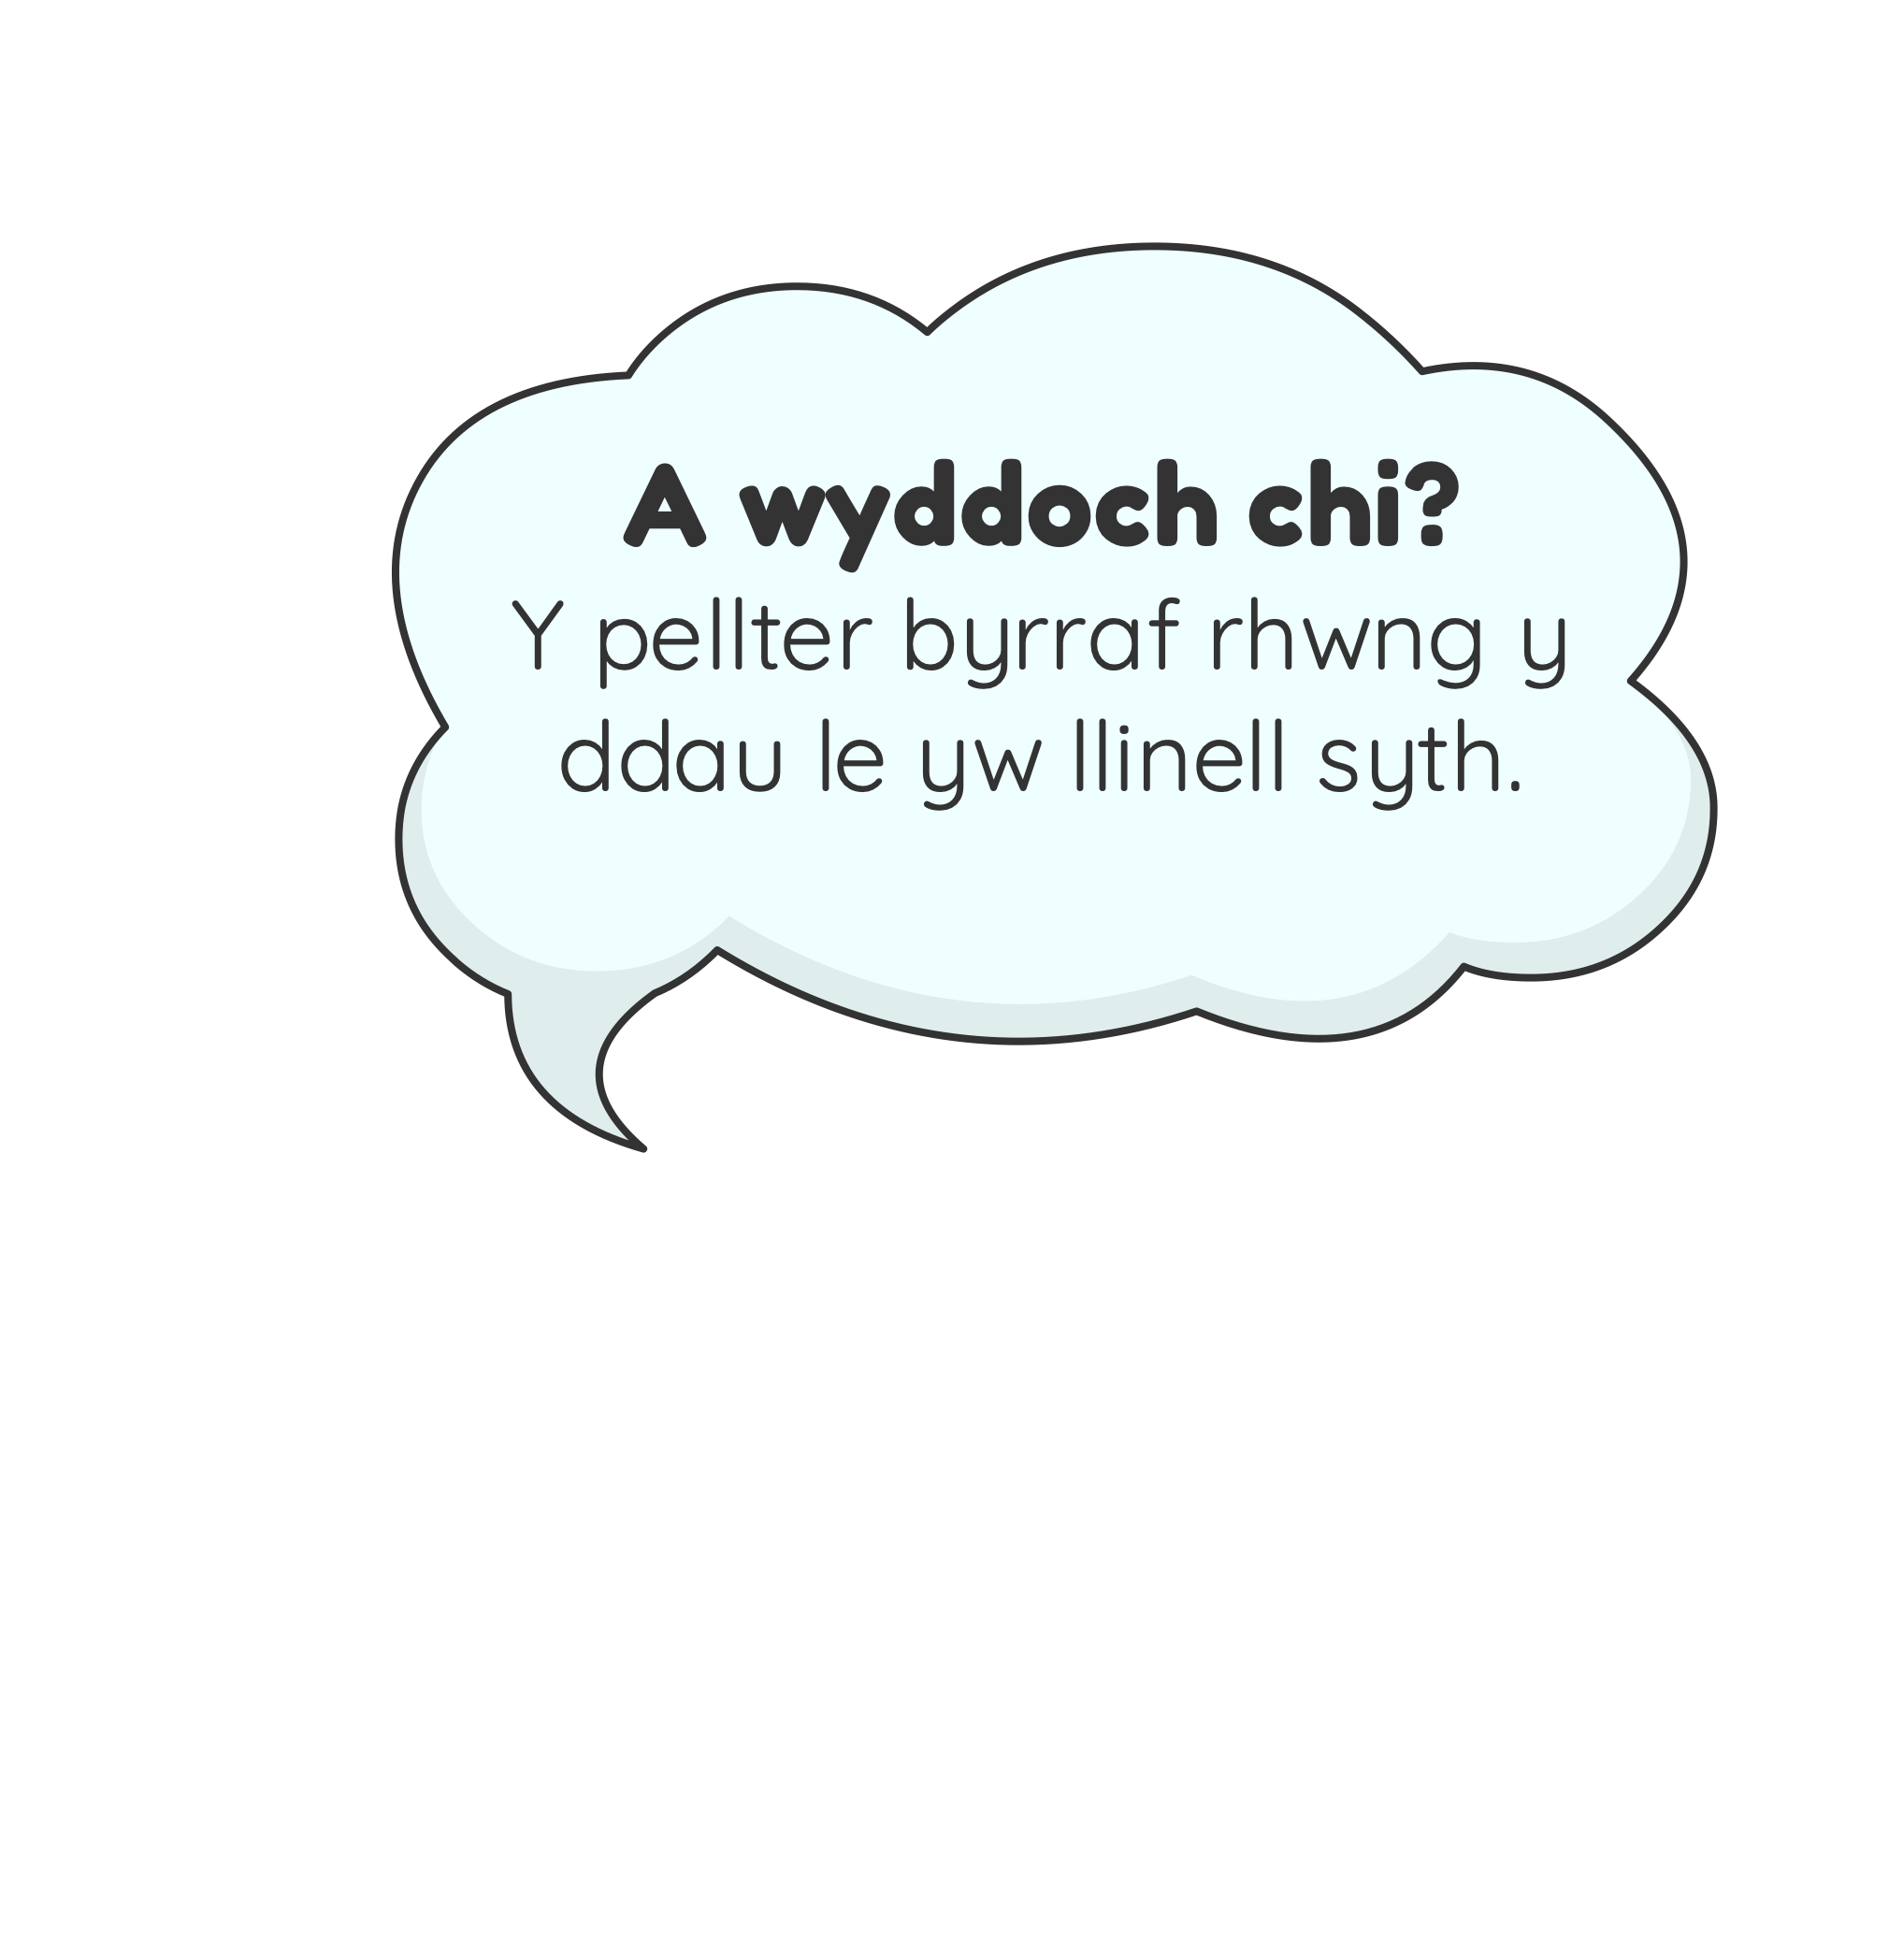 A wyddoch chi?
Y pellter byrraf rhwng y
ddau le yw llinell syth.